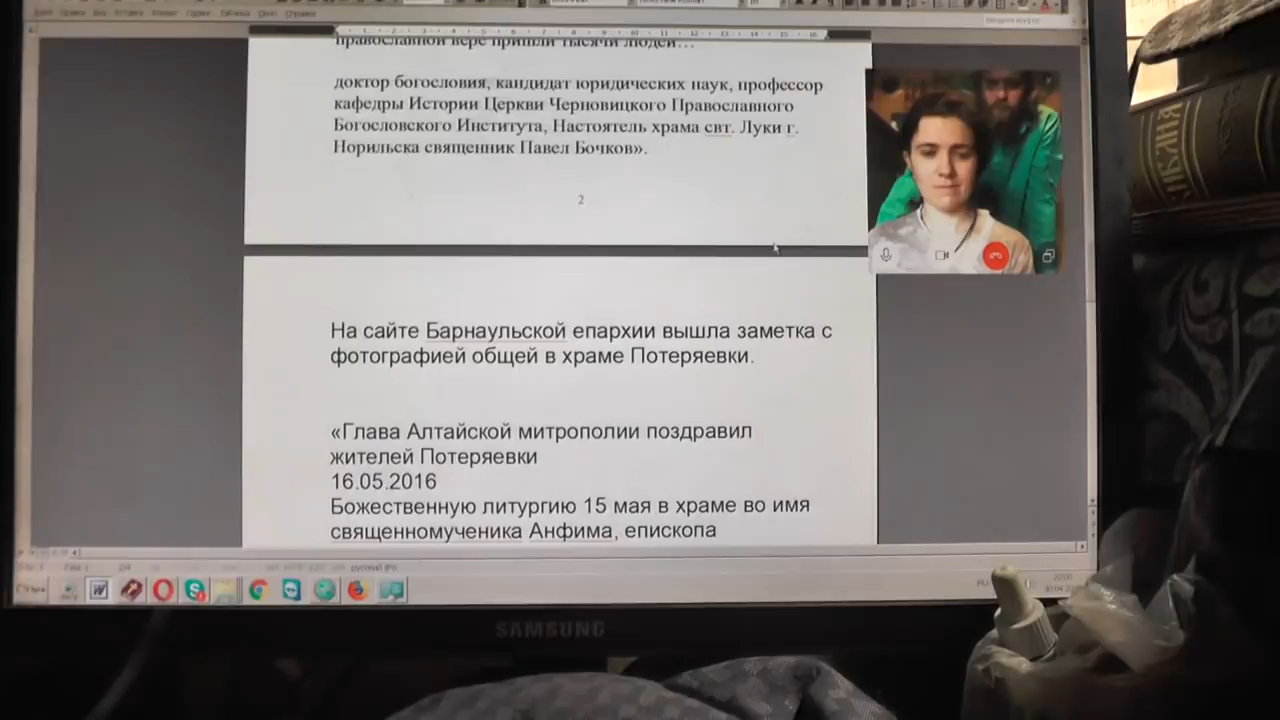 православной вере пришли тысячи людей…
доктор богословия, кандидат юридических наук, профессор
кафедры Истории Церкви Черновицкого Православного
Богословского Института, Настоятель храма свт. Луки г.
Норильска священник Павел Бочков».
2
На сайте Барнаульской епархии вышла заметка с
фотографией общей в храме Потеряевки.
«Глава Алтайской митрополии поздравил
жителей Потеряевки
16.05.2016
Божественную литургию 15 мая в храме во имя
священномученика Анфима, епископа
SAMSUNG
БИБЛИЯ